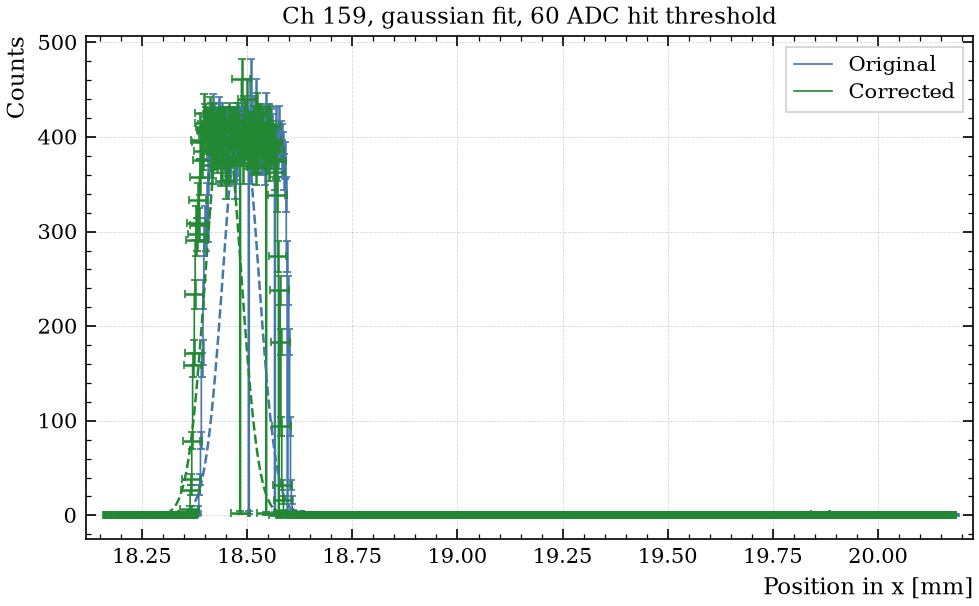 Ch 159, gaussian fit, 60 ADC hit threshold
Counts
500
400
300
200
100
0
Original
Corrected
18.25 18.50 18.75 19.00 19.25 19.50 19.75 20.00
Position in x [mm]